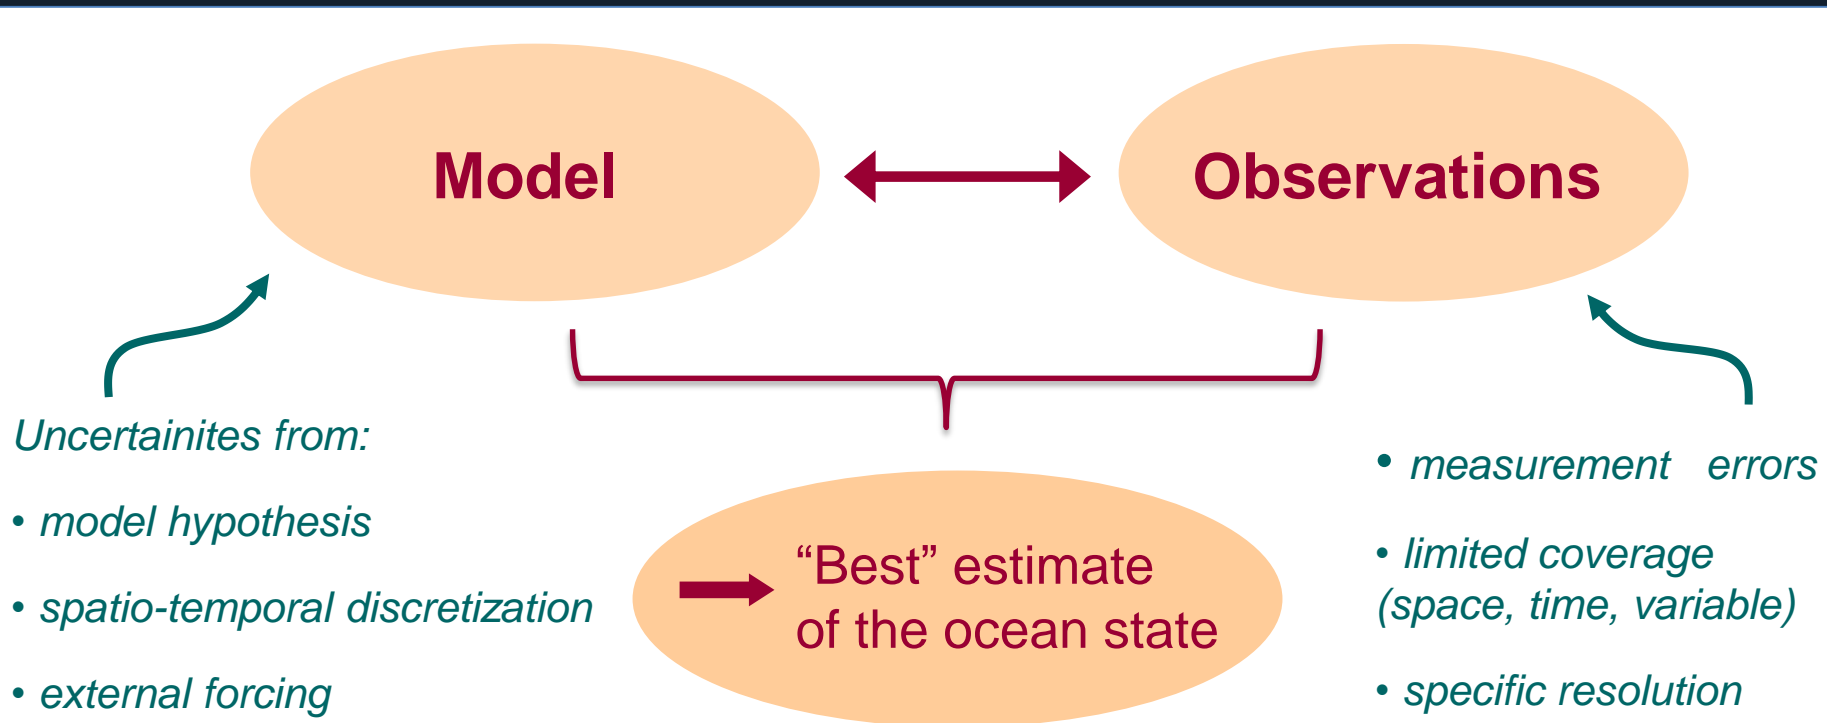 Model
Observations
Uncertainites from:
• model hypothesis
• spatio-temporal discretization
• external forcing
“Best” estimate
of the ocean state
• measurement errors
• limited coverage
(space, time, variable)
• specific resolution